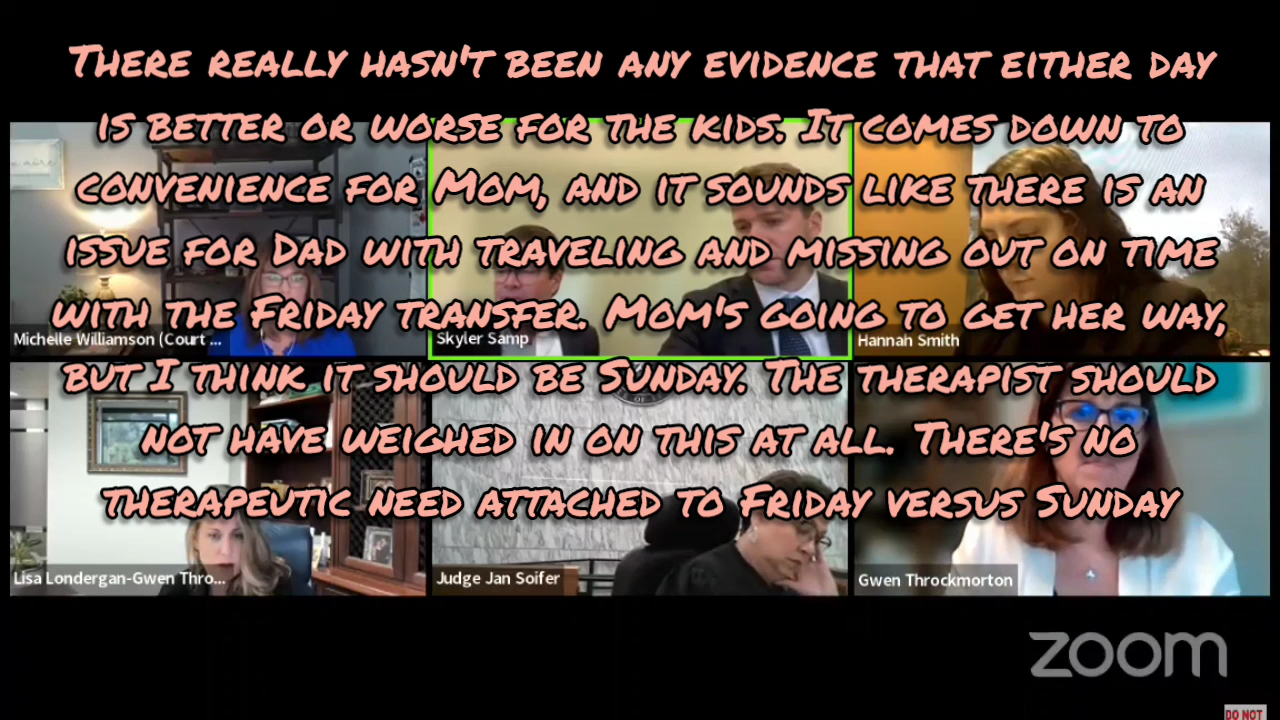 There really hasn't been any evidence that either day
is better or worse for the kids. It comes down to
convenience for Mom, and it sounds like there is an
issue for Dad with traveling and missing out on time
with the Friday transfer. Mom's going to get her way,
but I think it should be Sunday. The therapist should
not have weighed in on this at all. There's no
therapeutic need attached to Friday versus Sunday
Michelle Williamson (Court ...
Skyler Samp
Hannah Smith
Lisa Londergan-Gwen Thro...
Judge Jan Soifer
Gwen Throckmorton
zoom
DO NOT